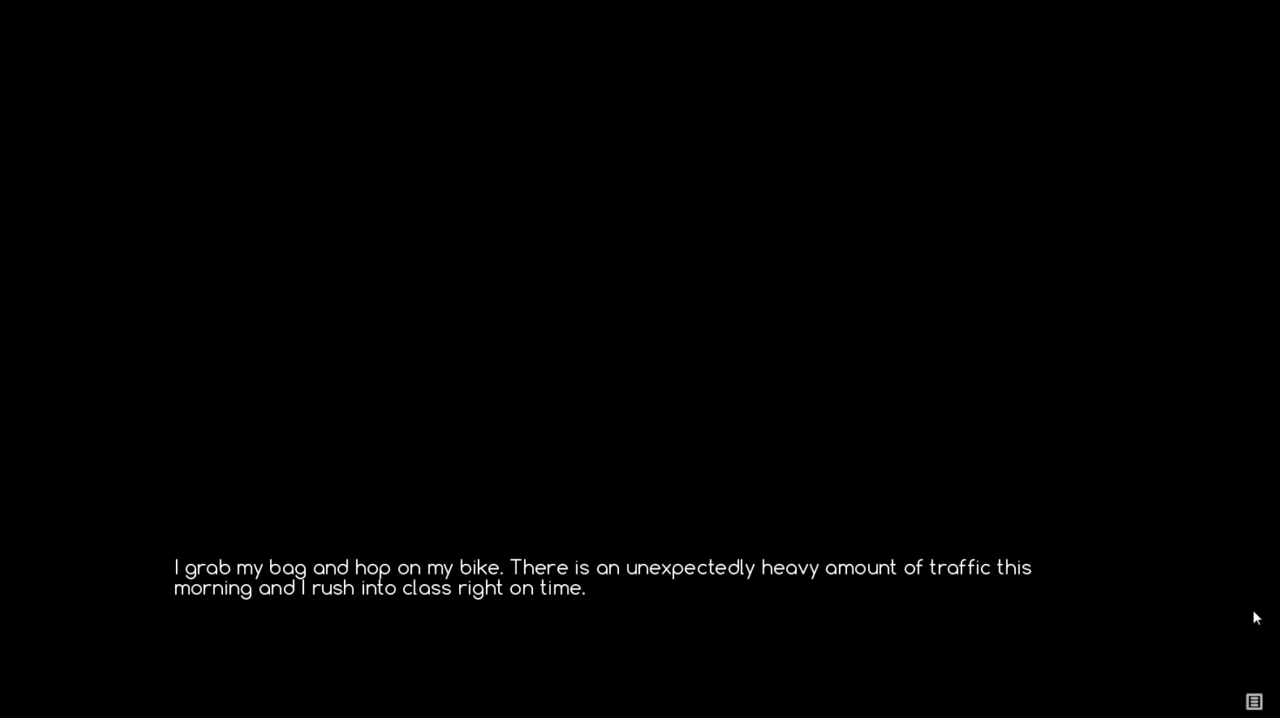 I grab my bag and hop on my bike. There is an unexpectedly heavy amount of traffic this
morning and I rush into class right on time.